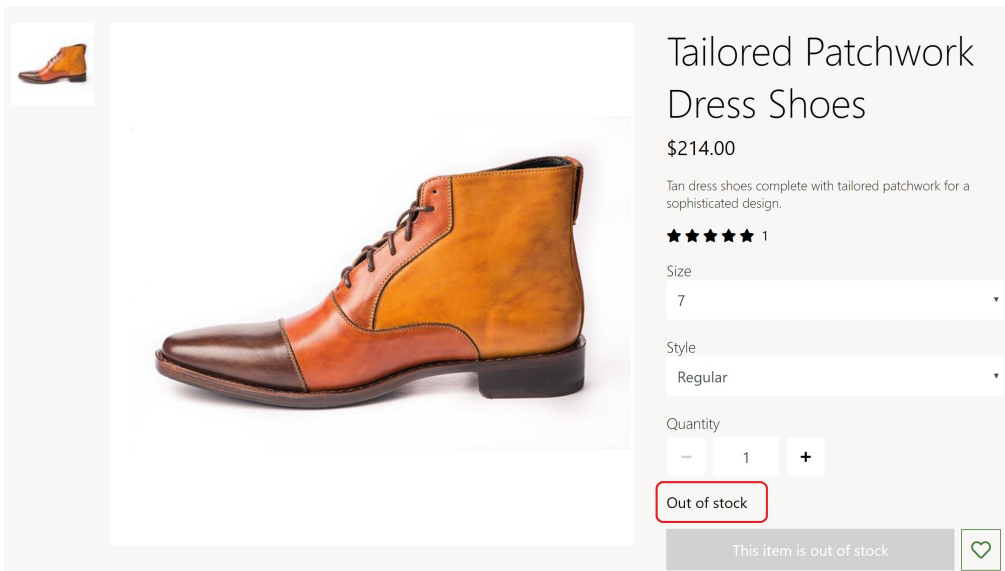 Tailored Patchwork
Dress Shoes
$214.00
Tan dress shoes complete with tailored patchwork for a
sophisticated design.
1
Size
7
Style
Regular
Quantity
1
Out of stock
This item is out of stock